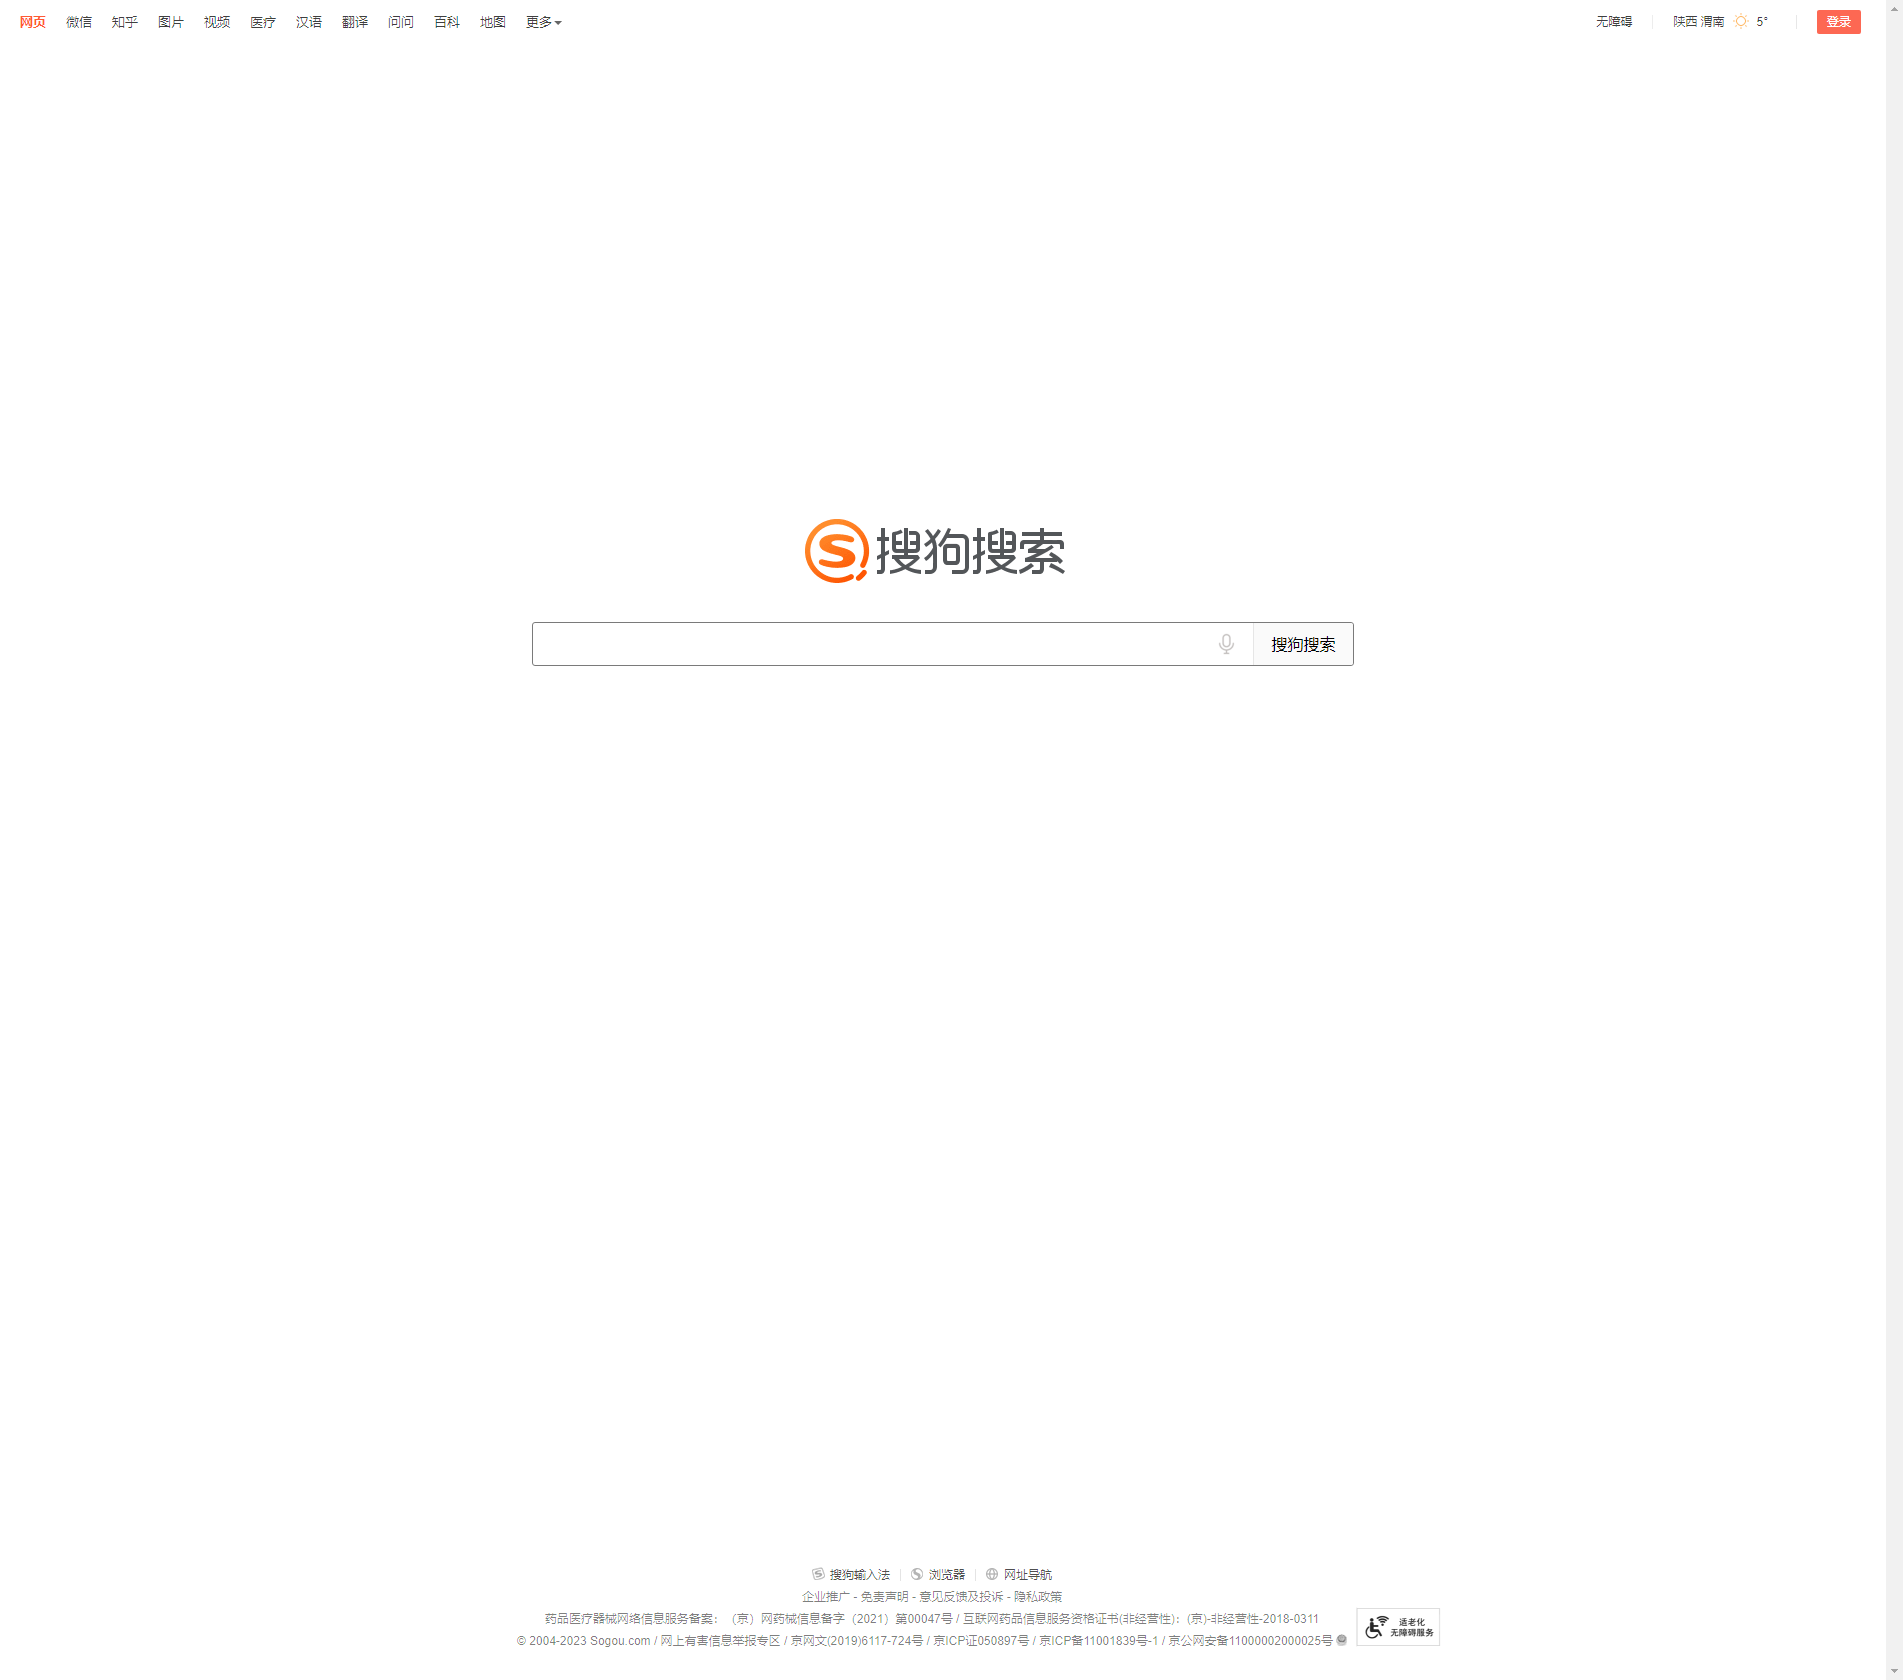 网页 微信 知乎 图片 视频 医疗 汉语 翻译 问问 百科 地图 更多 无障碍 陕西 渭南 5° 登录
搜狗搜索
搜狗搜索
搜狗输入法 浏览器 网址导航
企业推广 - 免责声明 - 意见反馈及投诉 - 隐私政策
药品医疗器械网络信息服务备案：（京）网药械信息备字（2021）第00047号 / 互联网药品信息服务资格证书(非经营性)：(京)-非经营性-2018-0311
© 2004-2023 Sogou.com / 网上有害信息举报专区 / 京网文(2019)6117-724号 / 京ICP证050897号 / 京ICP备11001839号-1 / 京公网安备11000002000025号
适老化
无障碍服务